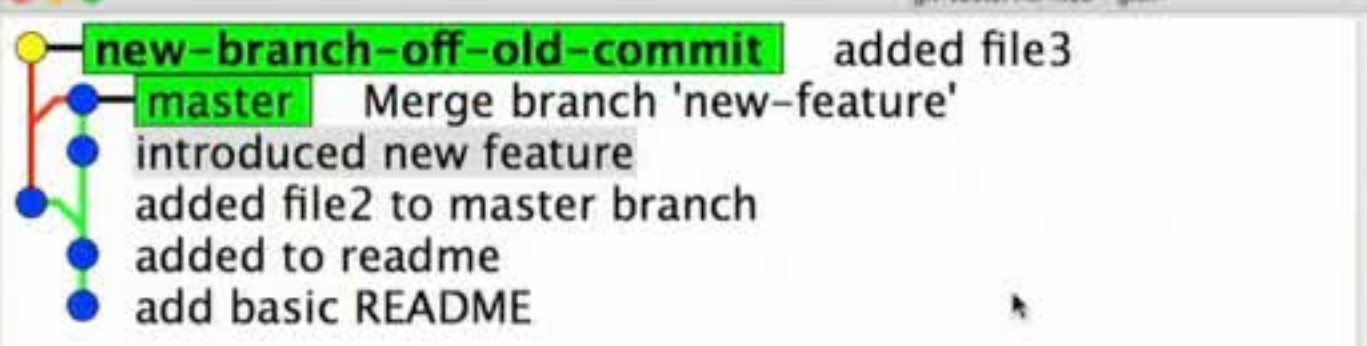 new-branch-off-old-commit added file3
master Merge branch 'new-feature'
introduced new feature
added file2 to master branch
added to readme
add basic README